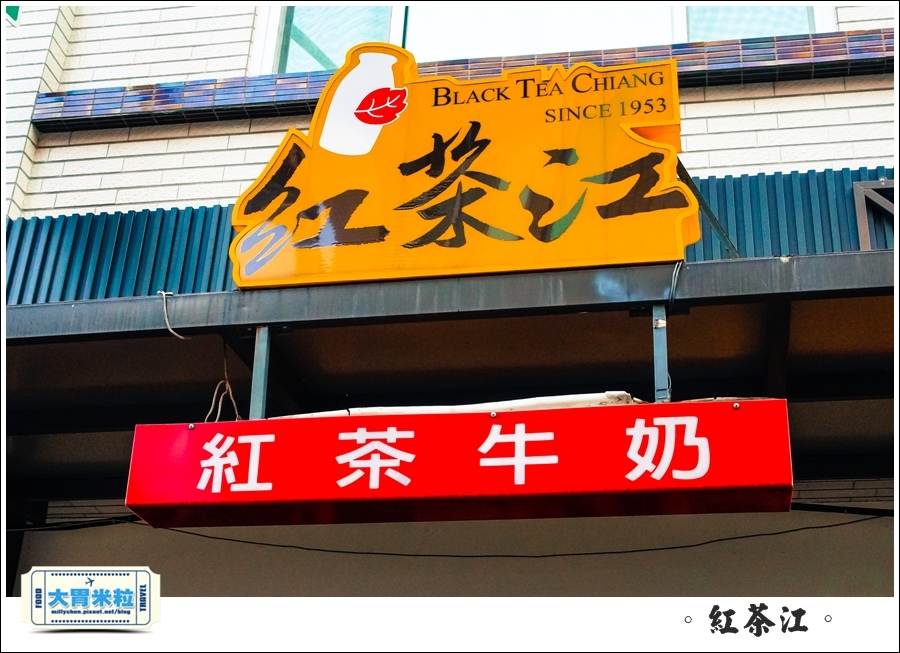 BLACK TEA CHIANG
SINCE 1953
紅茶江
紅茶牛奶
FOOD
大胃米粒
millychun.pixnet.net/blog
TRAVEL
。紅茶江。